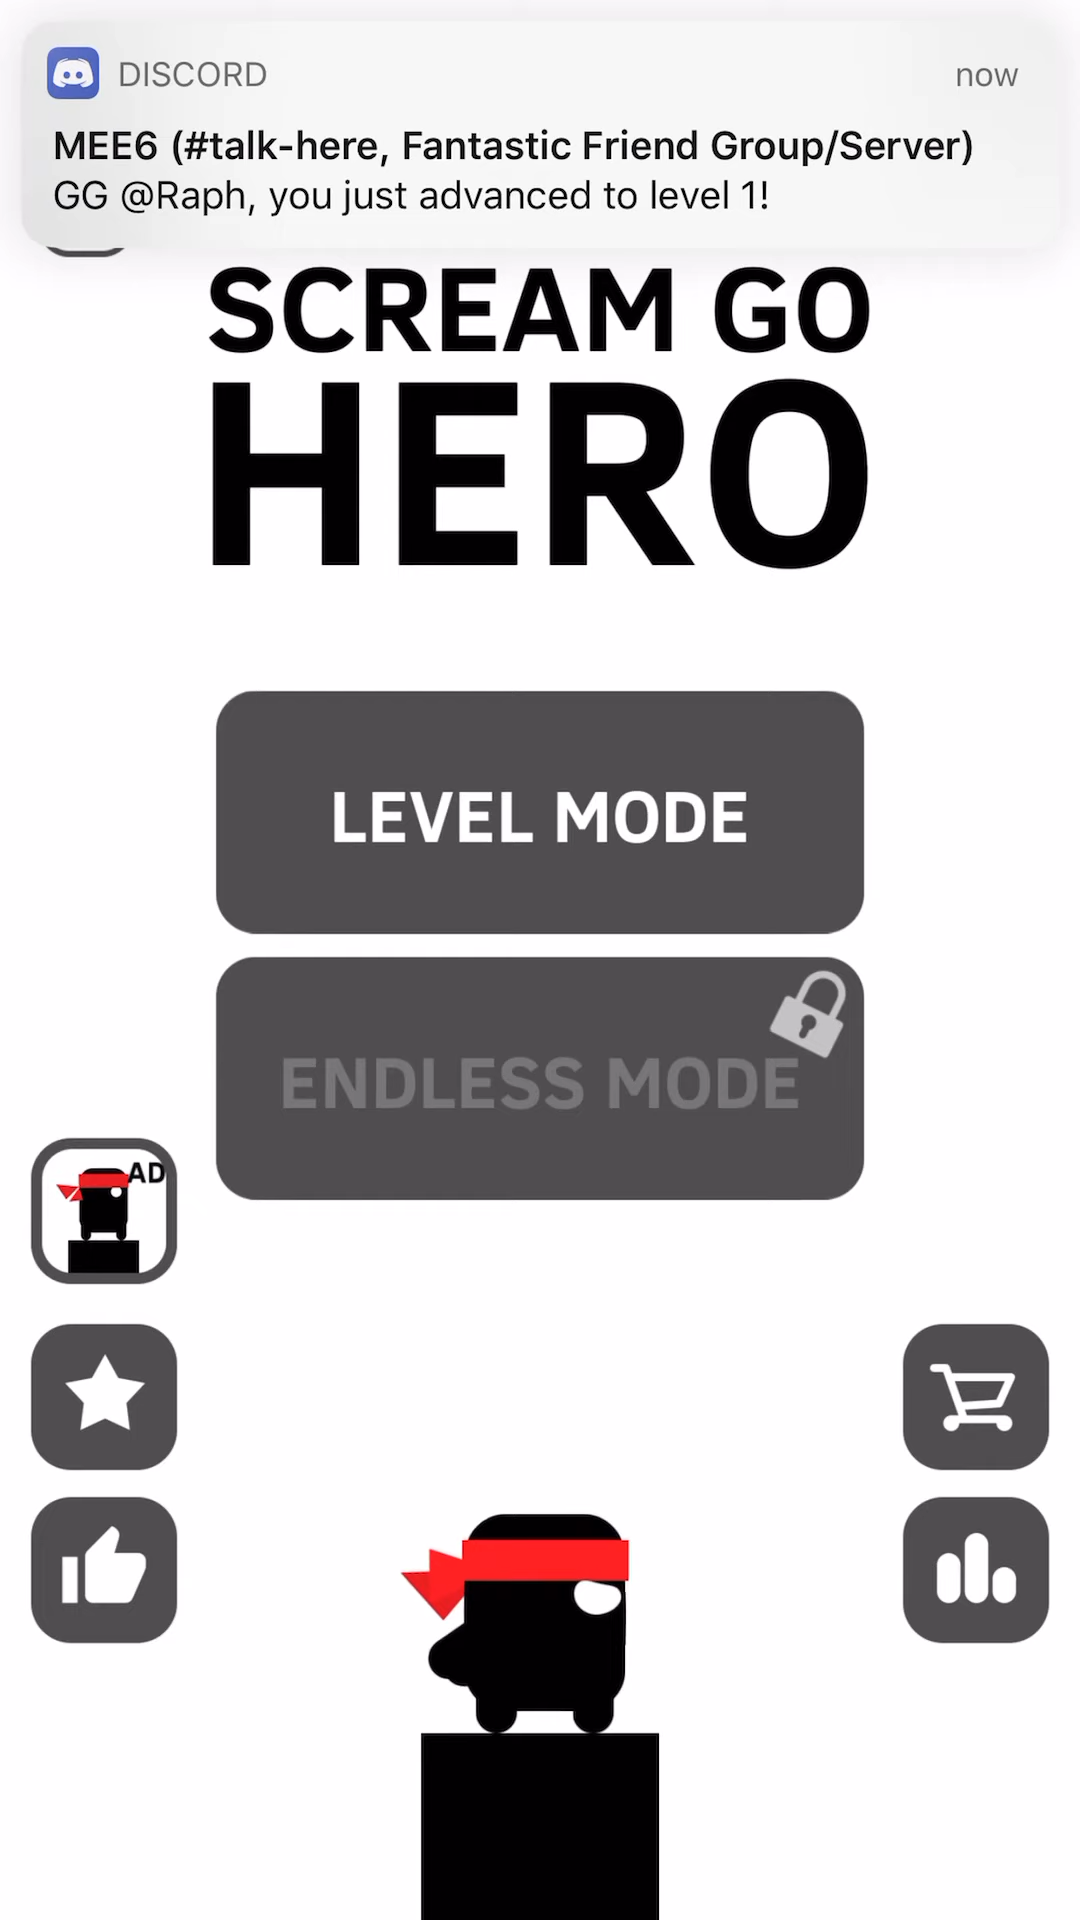 DISCORD now
MEE6 (#talk-here, Fantastic Friend Group/Server)
GG @Raph, you just advanced to level 1!
SCREAM GO
HERO
LEVEL MODE
ENDLESS MODE
AD